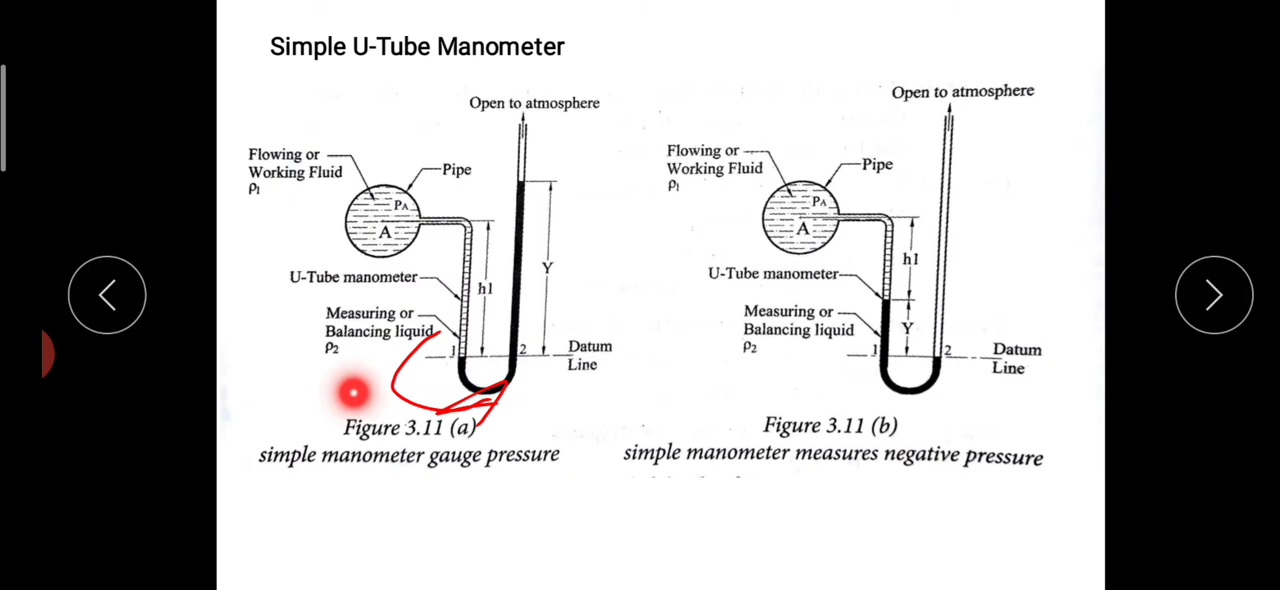 Simple U-Tube Manometer
Open to atmosphere
Flowing or
Working Fluid
ρ1
Pipe
PA
A
U-Tube manometer
h1
Y
Measuring or
Balancing liquid
ρ2
1
2
Datum
Line
Figure 3.11 (a)
simple manometer gauge pressure
Open to atmosphere
Flowing or
Working Fluid
ρ1
Pipe
PA
A
h1
U-Tube manometer
Measuring or
Balancing liquid
ρ2
Y
1
2
Datum
Line
Figure 3.11 (b)
simple manometer measures negative pressure